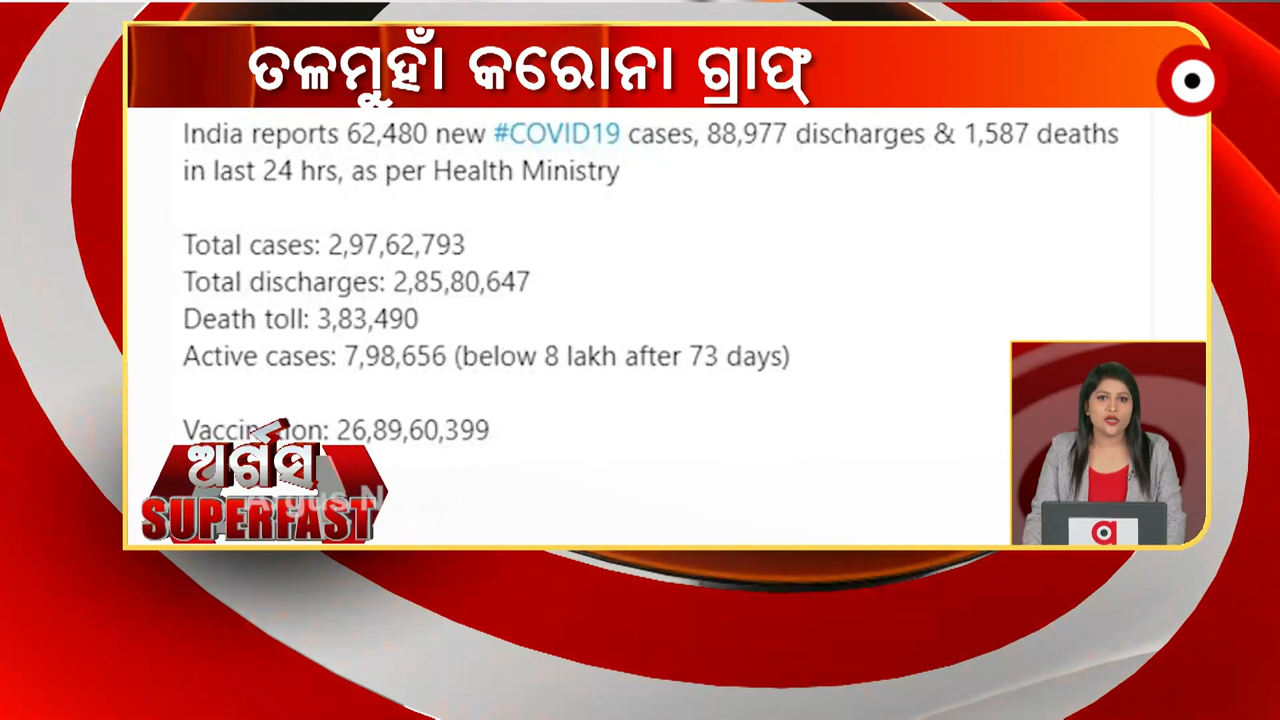 ତଳମୁହାଁ କରୋନା ଗ୍ରାଫ୍
India reports 62,480 new #COVID19 cases, 88,977 discharges & 1,587 deaths
in last 24 hrs, as per Health Ministry
Total cases: 2,97,62,793
Total discharges: 2,85,80,647
Death toll: 3,83,490
Active cases: 7,98,656 (below 8 lakh after 73 days)
26,89,60,399
ଅର୍ଗସ
SUPERFAST